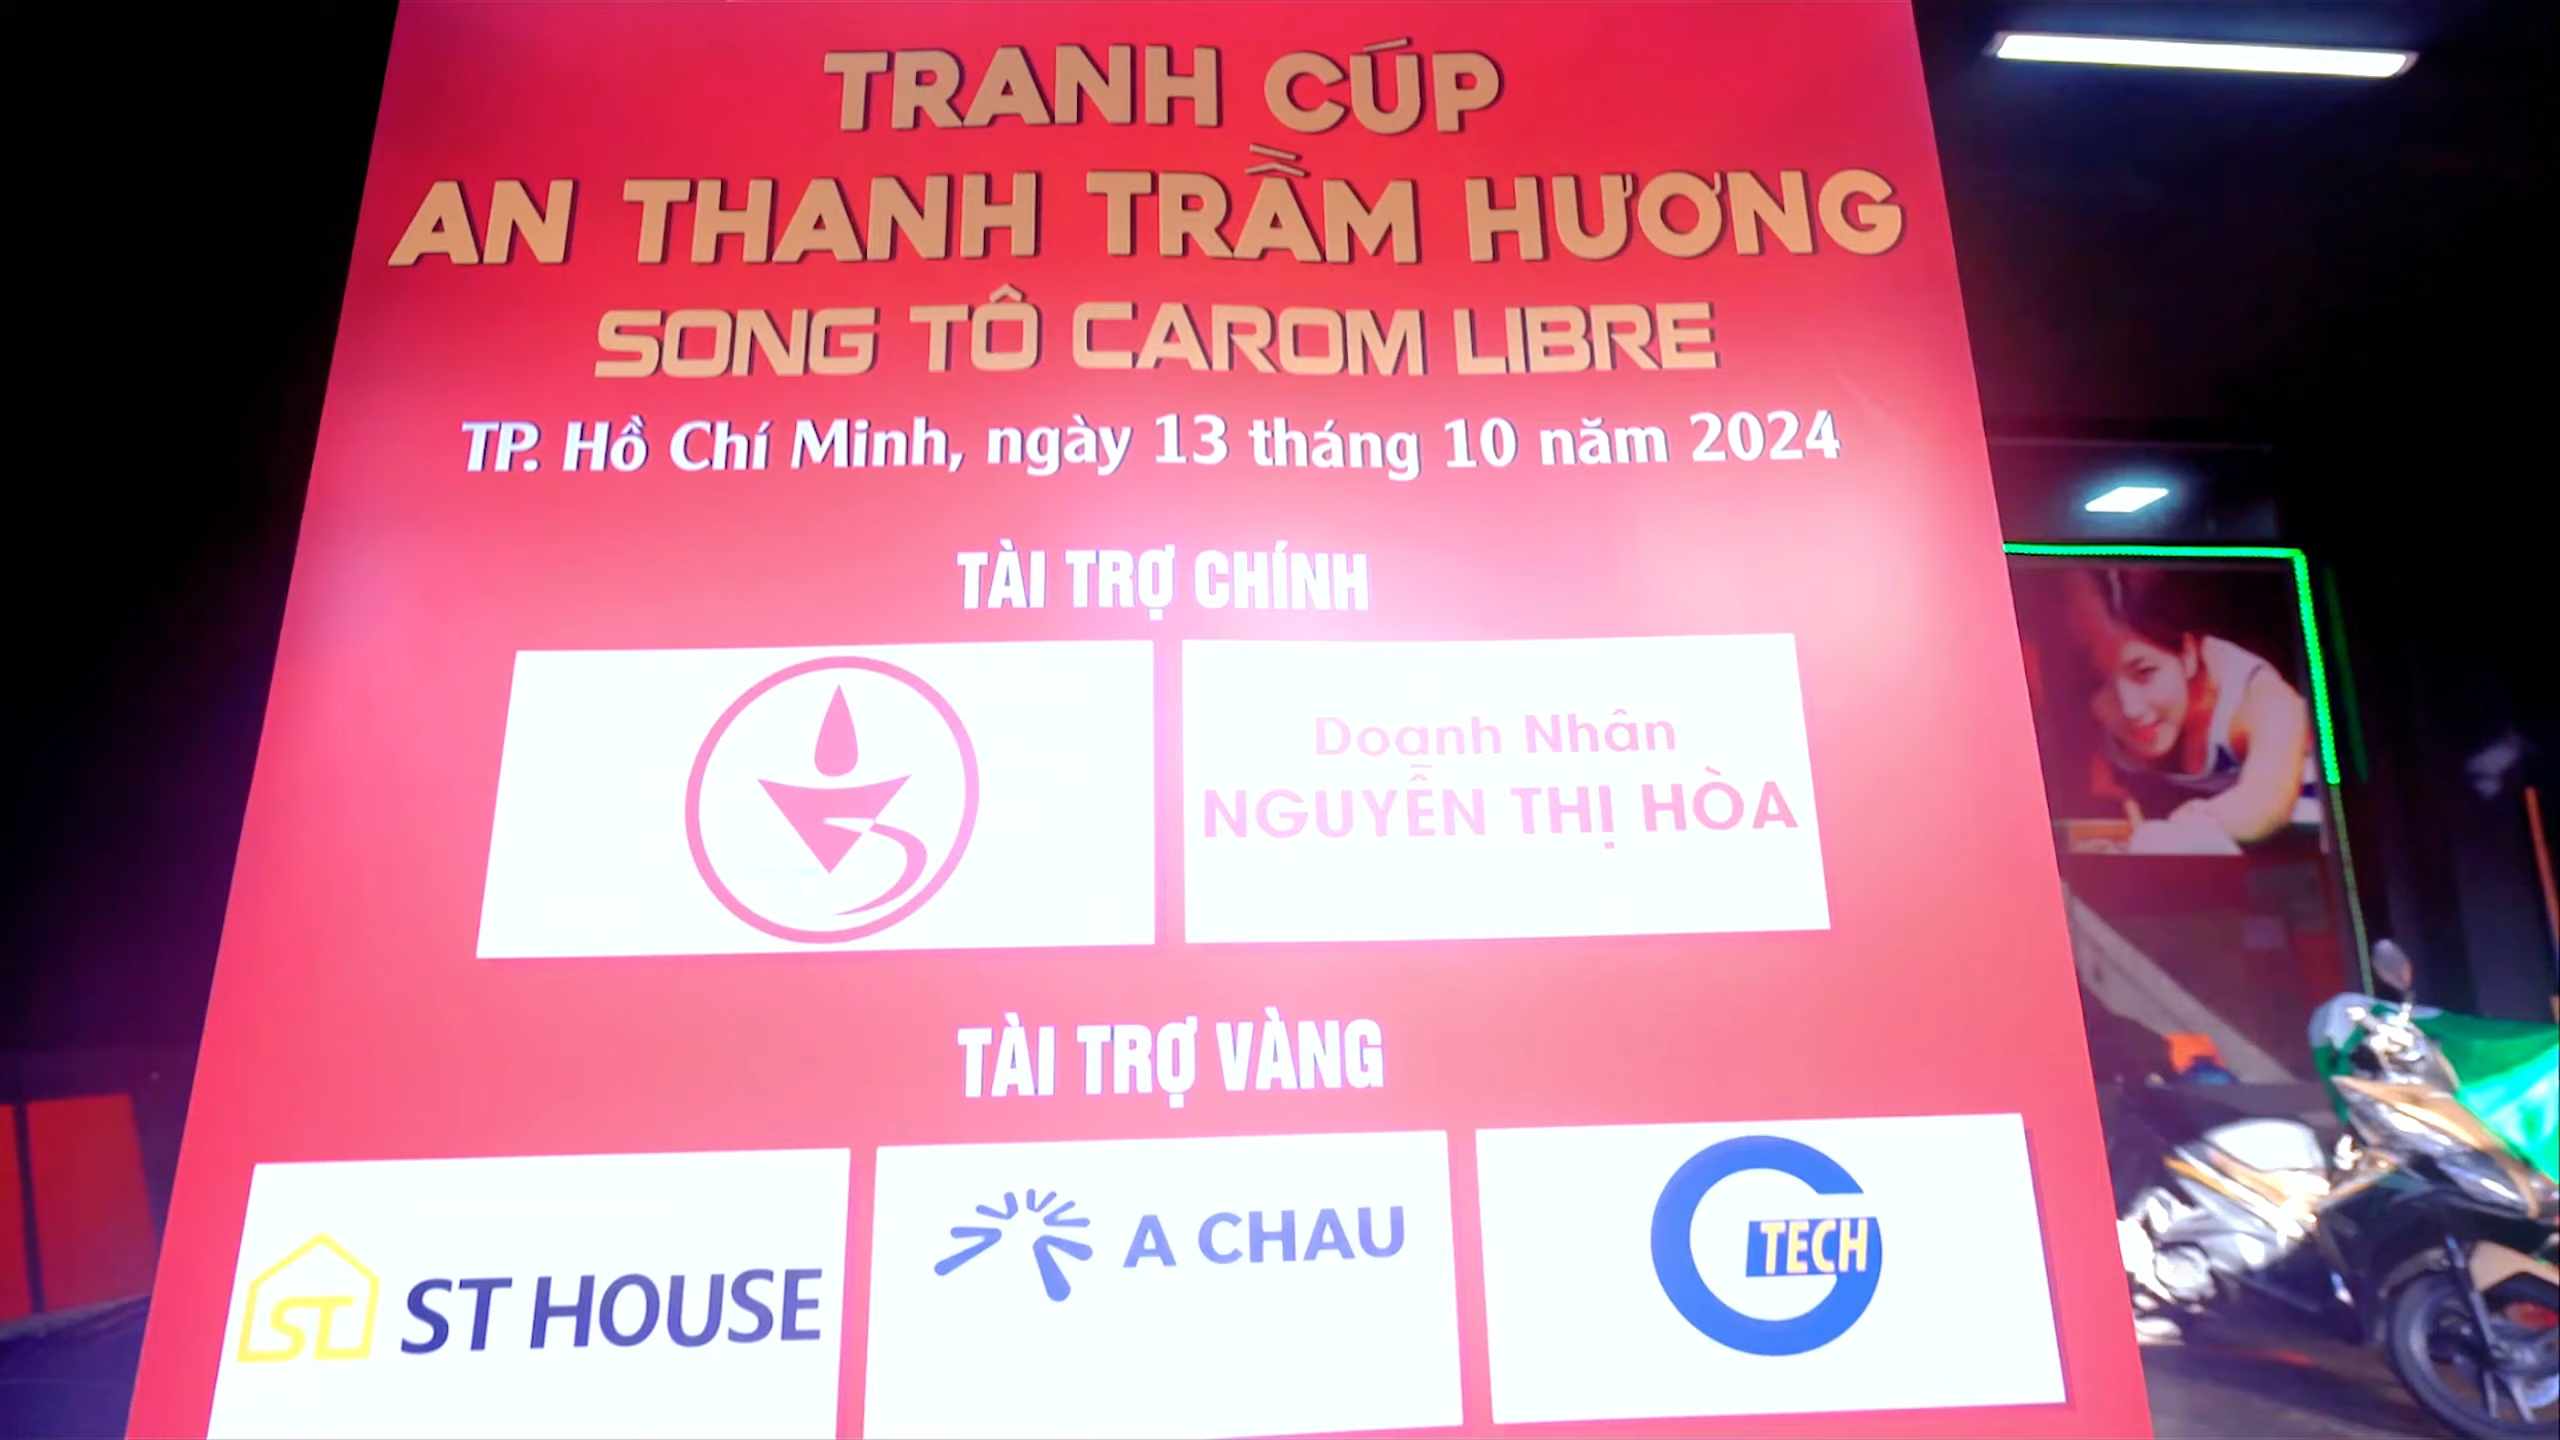 TRANH CÚP
AN THANH TRẦM HƯƠNG
SONG TÔ CAROM LIBRE
TP. Hồ Chí Minh, ngày 13 tháng 10 năm 2024
TÀI TRỢ CHÍNH
Doanh Nhân
NGUYỄN THỊ HÒA
TÀI TRỢ VÀNG
ST
ST HOUSE
A CHAU
G TECH